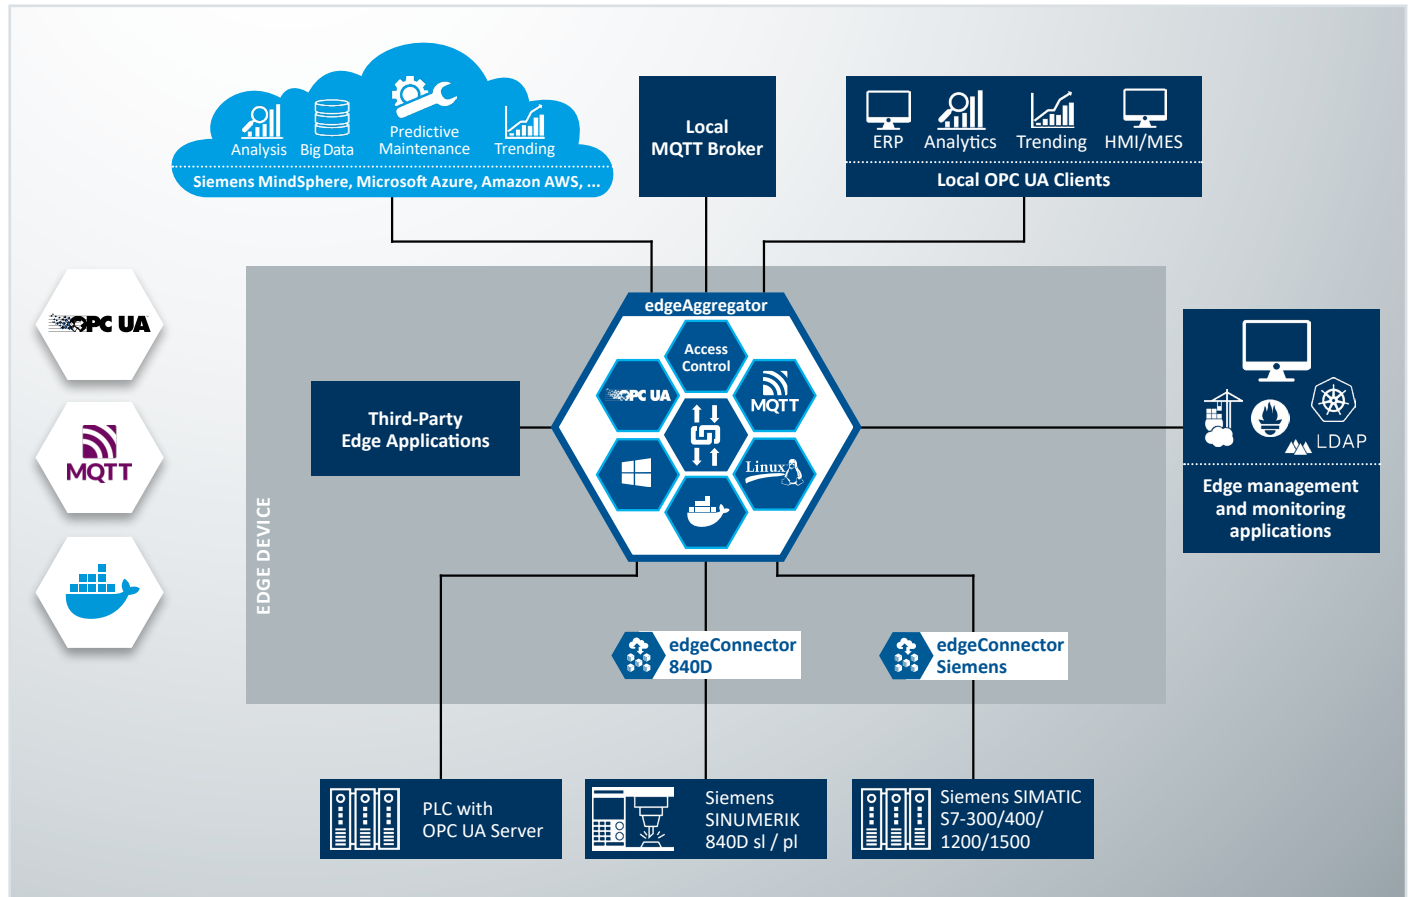 Analysis
Big Data
Predictive
Maintenance
Trending
Siemens MindSphere, Microsoft Azure, Amazon AWS, ...
Local
MQTT Broker
ERP
Analytics
Trending
HMI/MES
Local OPC UA Clients
OPC UA
MQTT
EDGE DEVICE
Third-Party
Edge Applications
edgeAggregator
Access
Control
OPC UA
MQTT
Linux
LDAP
Edge management
and monitoring
applications
edgeConnector
840D
edgeConnector
Siemens
PLC with
OPC UA Server
Siemens
SINUMERIK
840D sl / pl
Siemens SIMATIC
S7-300/400/
1200/1500